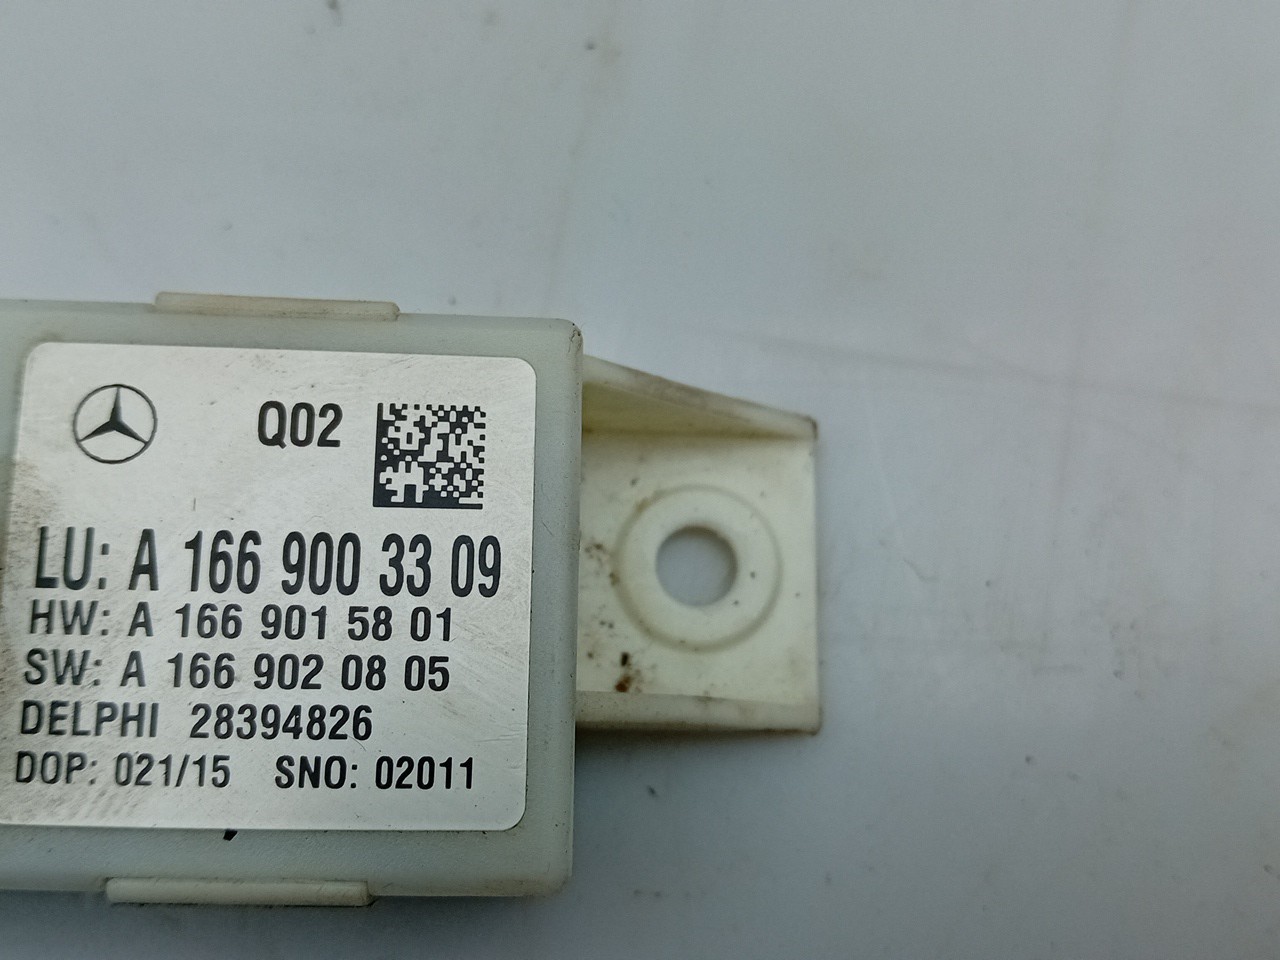 Q02
LU: A 166 900 33 09
HW: A 166 901 58 01
SW: A 166 902 08 05
DELPHI 28394826
DOP: 021/15 SNO: 02011